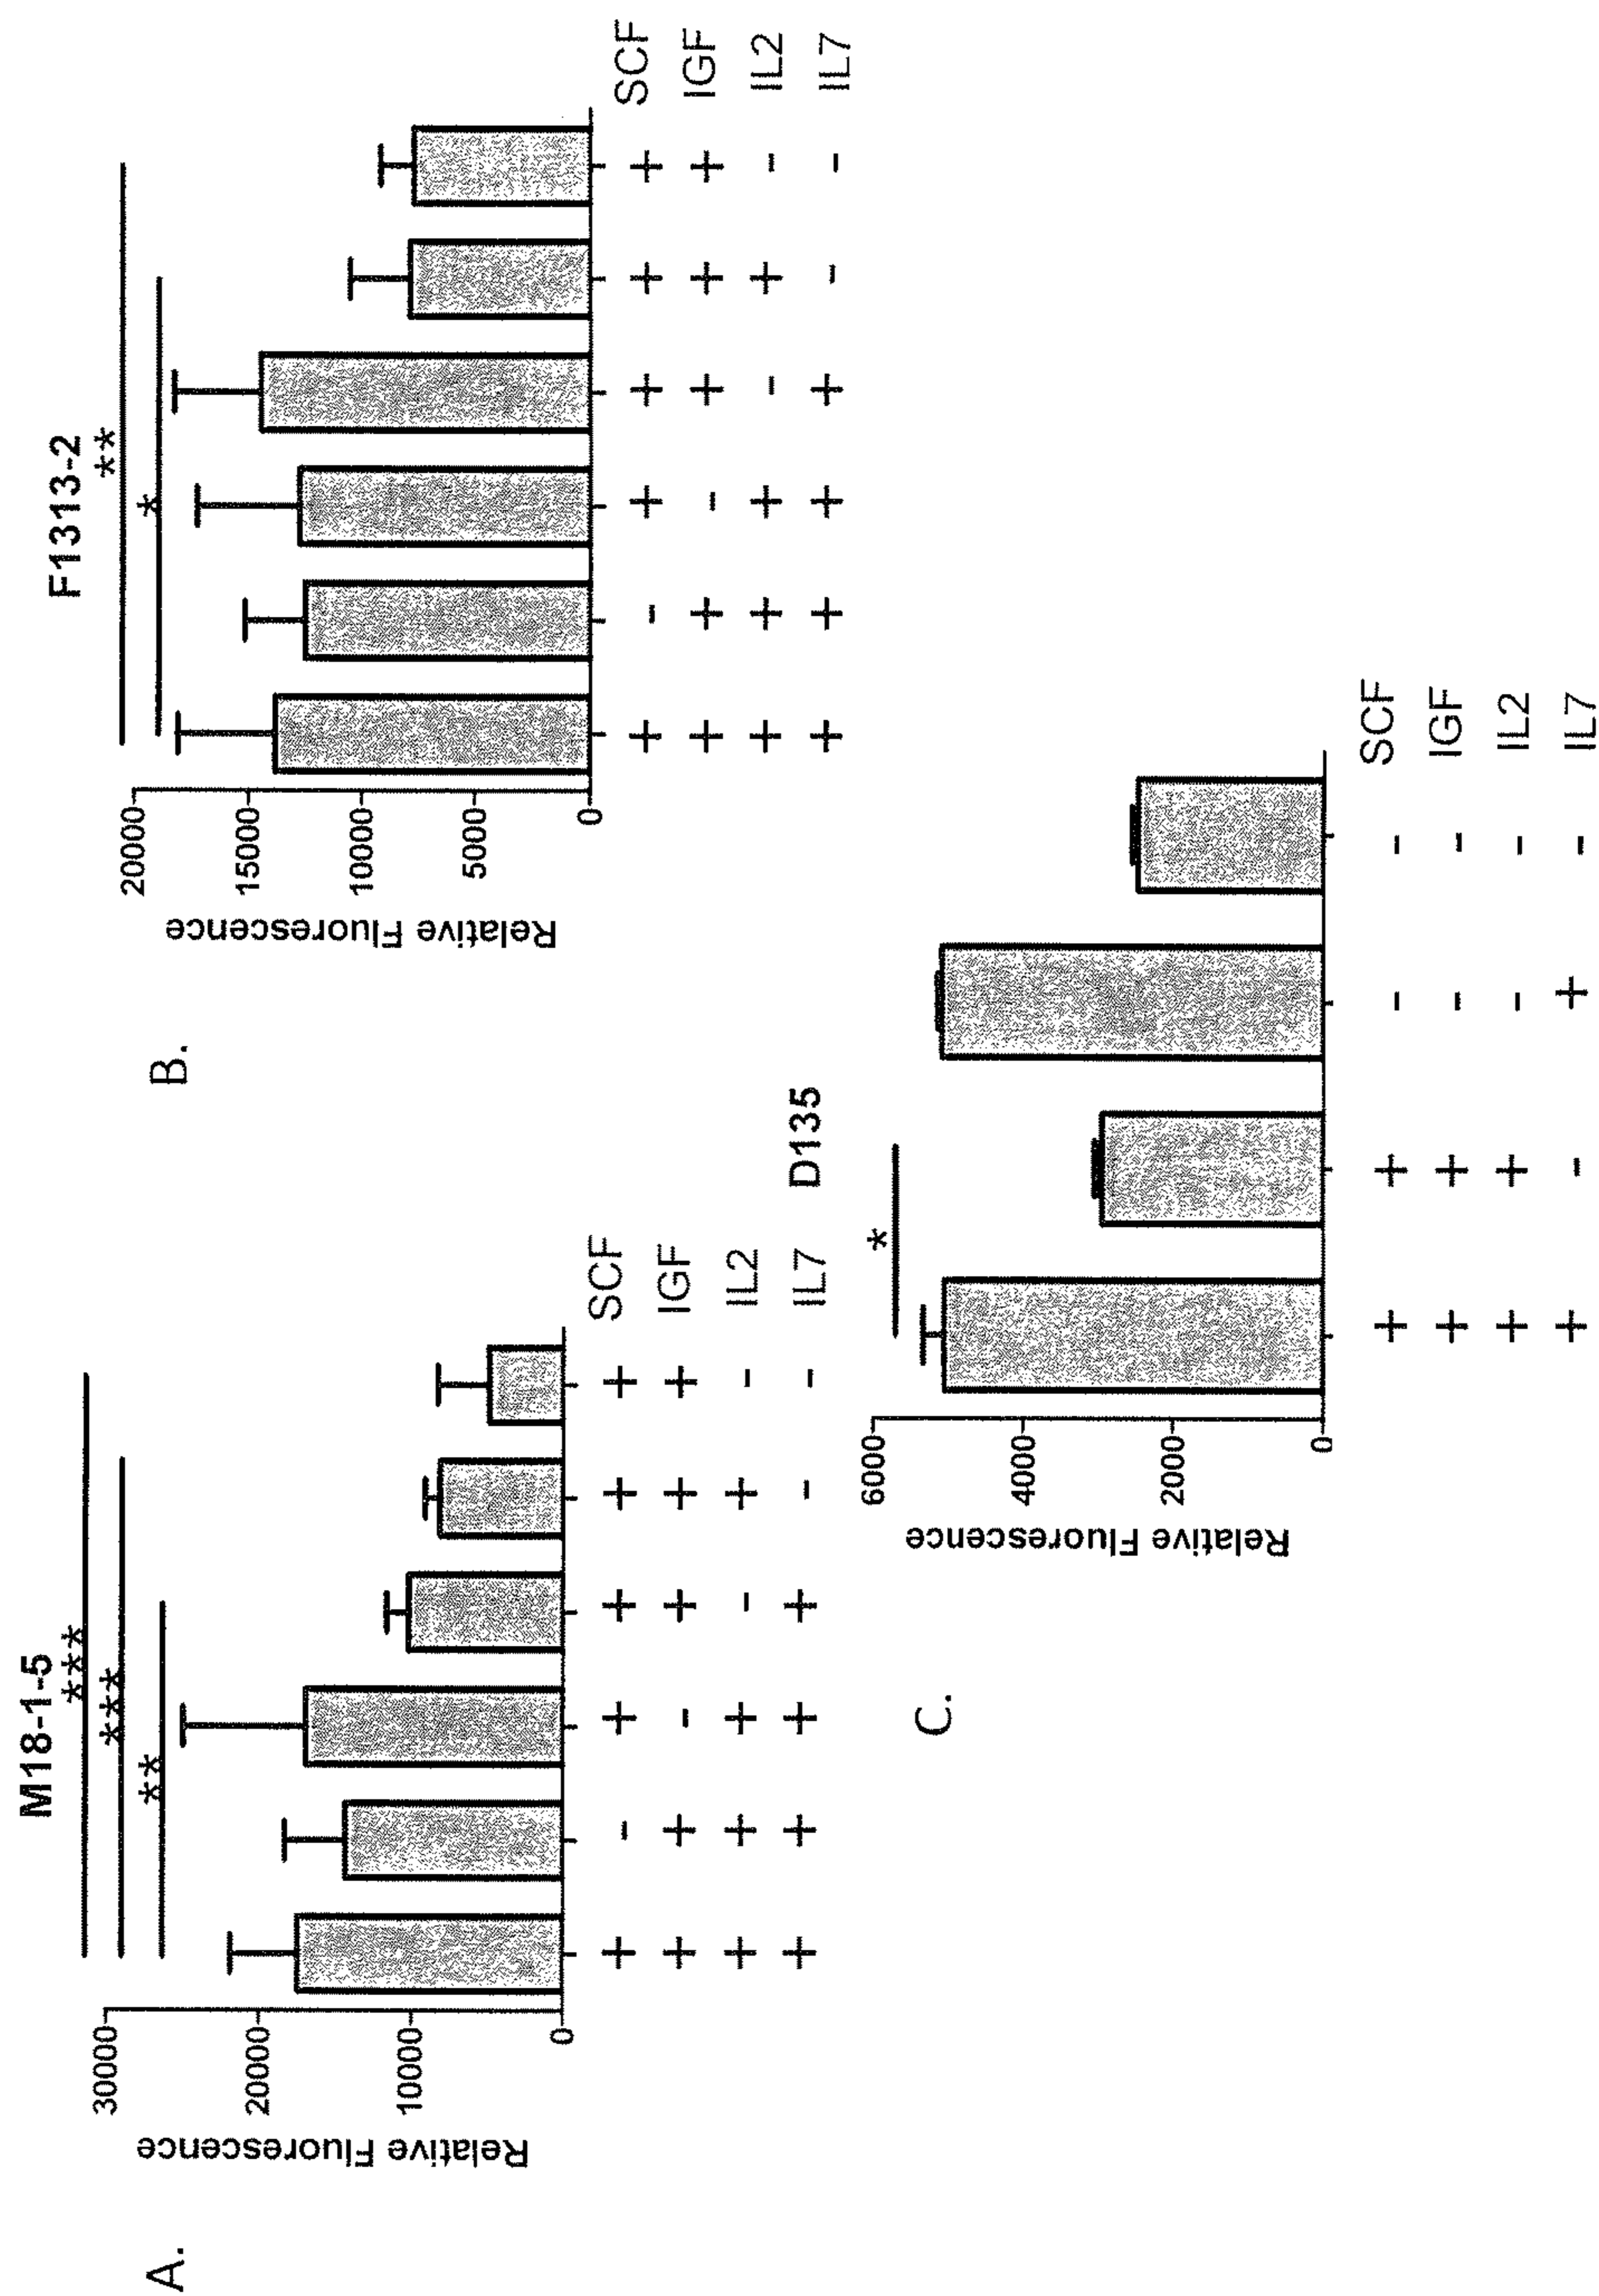 A.
M18-1-5
***
***
**
Relative Fluorescence
30000
20000
10000
0
+ - + + + + SCF
+ + - + + + IGF
+ + + - + - IL2
+ + + + - - IL7
B.
F1313-2
**
*
Relative Fluorescence
20000
15000
10000
5000
0
+ - + + + + SCF
+ + - + + + IGF
+ + + - + - IL2
+ + + + - - IL7
C.
D135
*
Relative Fluorescence
6000
4000
2000
0
+ + - - SCF
+ + - - IGF
+ + - - IL2
+ - + - IL7